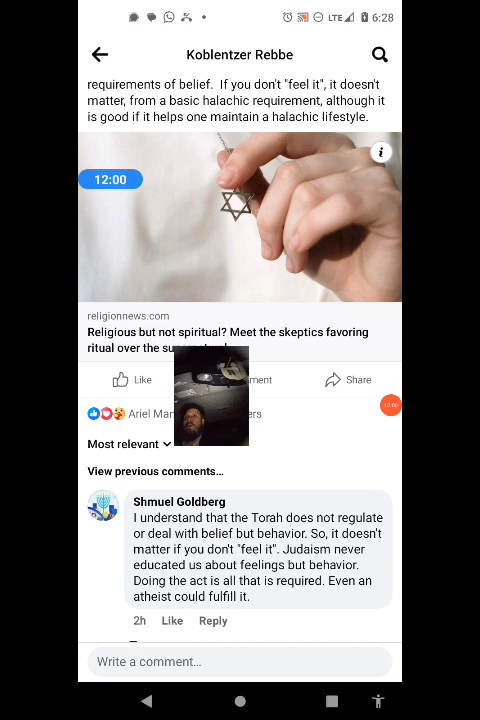 LTE 6:28
Koblentzer Rebbe
requirements of belief. If you don't "feel it", it doesn't
matter, from a basic halachic requirement, although it
is good if it helps one maintain a halachic lifestyle.
12:00
religionnews.com
Religious but not spiritual? Meet the skeptics favoring
ritual over the
Like Share
12:00
Ariel
Most relevant
View previous comments...
Shmuel Goldberg
I understand that the Torah does not regulate
or deal with belief but behavior. So, it doesn't
matter if you don't "feel it". Judaism never
educated us about feelings but behavior.
Doing the act is all that is required. Even an
atheist could fulfill it.
2h Like Reply
Write a comment...